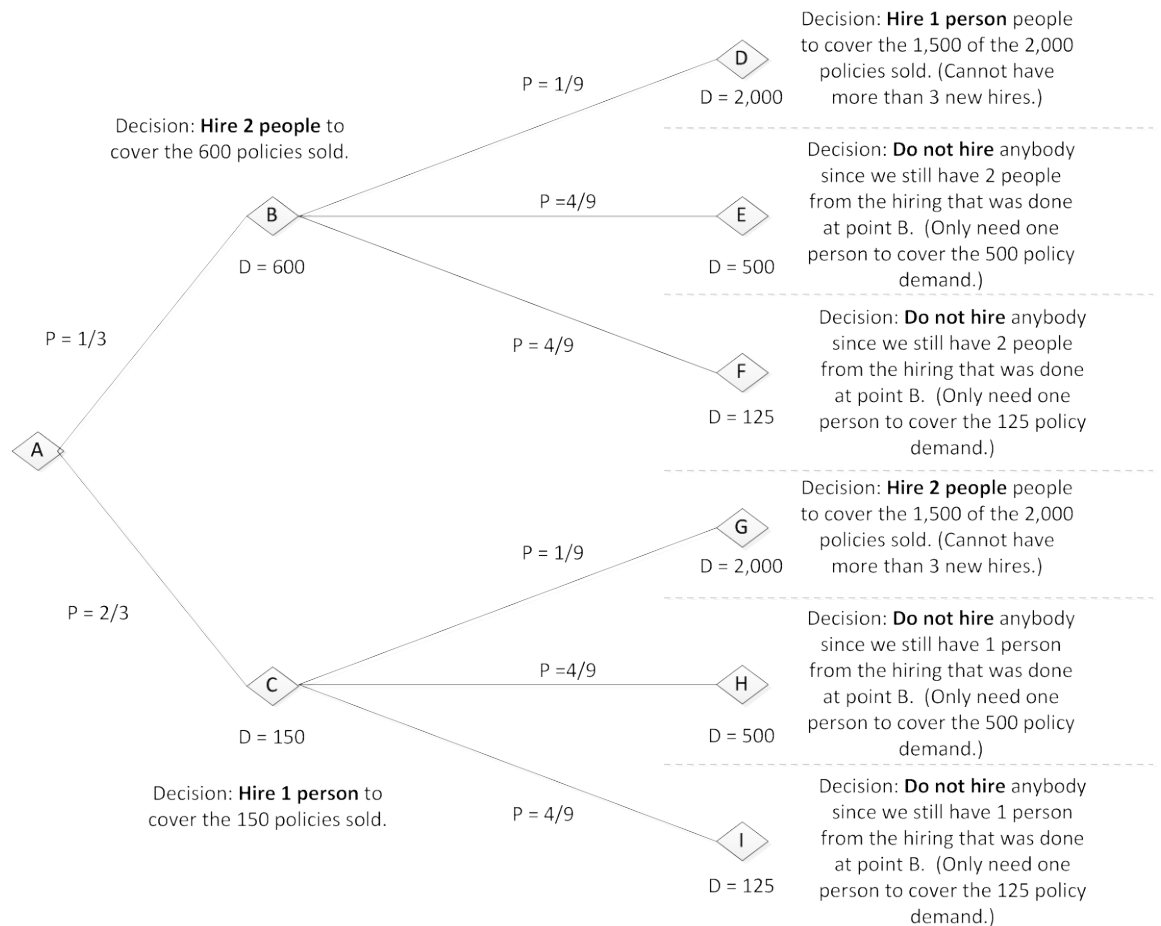 Decision: Hire 1 person people
to cover the 1,500 of the 2,000
policies sold. (Cannot have
more than 3 new hires.)
D
P = 1/9
D = 2,000
Decision: Hire 2 people to
cover the 600 policies sold.
Decision: Do not hire anybody
since we still have 2 people
from the hiring that was done
at point B. (Only need one
person to cover the 500 policy
demand.)
B
P =4/9
E
D = 600
D = 500
Decision: Do not hire anybody
since we still have 2 people
from the hiring that was done
at point B. (Only need one
person to cover the 125 policy
demand.)
P = 1/3
P = 4/9
F
D = 125
A
Decision: Hire 2 people people
to cover the 1,500 of the 2,000
policies sold. (Cannot have
more than 3 new hires.)
G
P = 1/9
D = 2,000
P = 2/3
Decision: Do not hire anybody
since we still have 1 person
from the hiring that was done
at point B. (Only need one
person to cover the 500 policy
demand.)
C
P =4/9
H
D = 150
D = 500
Decision: Hire 1 person to
cover the 150 policies sold.
Decision: Do not hire anybody
since we still have 1 person
from the hiring that was done
at point B. (Only need one
person to cover the 125 policy
demand.)
P = 4/9
I
D = 125